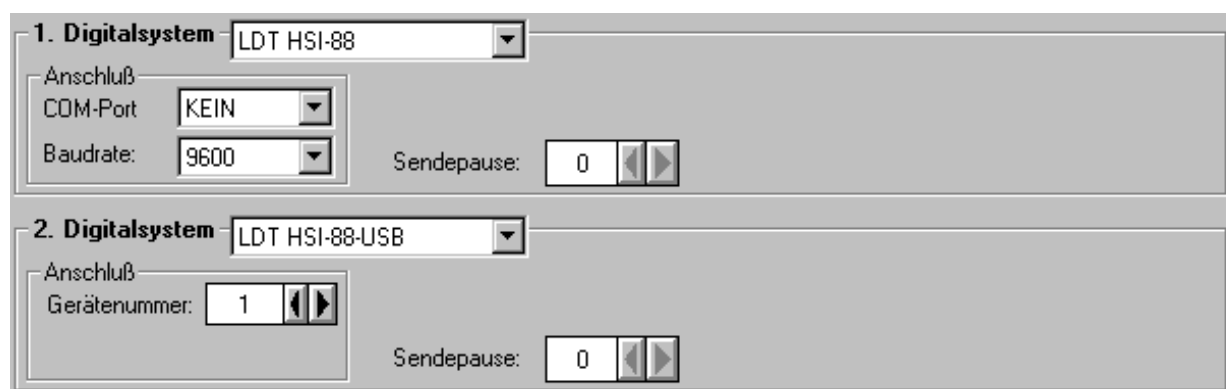 1. Digitalsystem LDT HSI-88
Anschluß
COM-Port KEIN
Baudrate: 9600 Sendepause: 0
2. Digitalsystem LDT HSI-88-USB
Anschluß
Gerätenummer: 1
Sendepause: 0